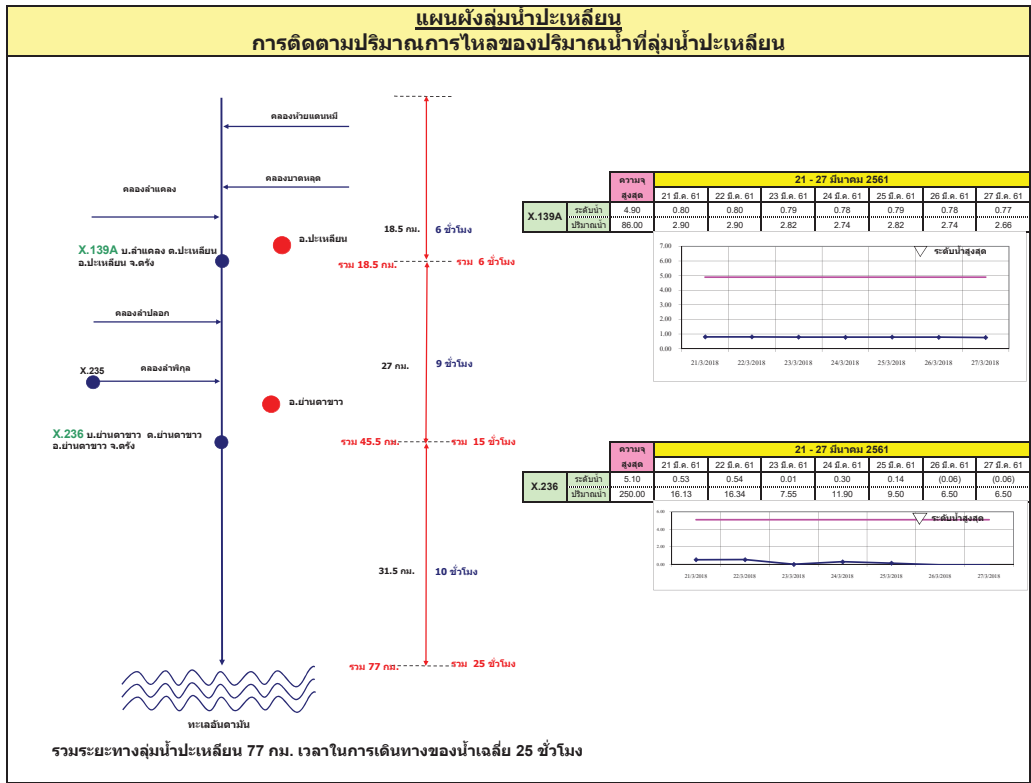 แผนผังลุ่มน้ำปะเหลียน
การติดตามปริมาณการไหลของปริมาณน้ำที่ลุ่มน้ำปะเหลียน
คลองห้วยแดนหมี
คลองบาดหลุด
คลองลำแคลง
18.5 กม. 6 ชั่วโมง
อ.ปะเหลียน
X.139A บ.ลำแคลง ต.ปะเหลียน
อ.ปะเหลียน จ.ตรัง
รวม 18.5 กม. รวม 6 ชั่วโมง
คลองลำปลอก
X.235 คลองลำพิกุล
27 กม. 9 ชั่วโมง
อ.ย่านตาขาว
X.236 บ.ย่านตาขาว ต.ย่านตาขาว
อ.ย่านตาขาว จ.ตรัง
รวม 45.5 กม. รวม 15 ชั่วโมง
31.5 กม. 10 ชั่วโมง
รวม 77 กม. รวม 25 ชั่วโมง
ทะเลอันดามัน
ความจุ 21 - 27 มีนาคม 2561
สูงสุด 21 มี.ค. 61 22 มี.ค. 61 23 มี.ค. 61 24 มี.ค. 61 25 มี.ค. 61 26 มี.ค. 61 27 มี.ค. 61
X.139A ระดับน้ำ 4.90 0.80 0.80 0.79 0.78 0.79 0.78 0.77
ปริมาณน้ำ 86.00 2.90 2.90 2.82 2.74 2.82 2.74 2.66
7.00
6.00
5.00
4.00
3.00
2.00
1.00
0.00
ระดับน้ำสูงสุด
21/3/2018 22/3/2018 23/3/2018 24/3/2018 25/3/2018 26/3/2018 27/3/2018
ความจุ 21 - 27 มีนาคม 2561
สูงสุด 21 มี.ค. 61 22 มี.ค. 61 23 มี.ค. 61 24 มี.ค. 61 25 มี.ค. 61 26 มี.ค. 61 27 มี.ค. 61
X.236 ระดับน้ำ 5.10 0.53 0.54 0.01 0.30 0.14 (0.06) (0.06)
ปริมาณน้ำ 250.00 16.13 16.34 7.55 11.90 9.50 6.50 6.50
6.00
4.00
2.00
0.00
ระดับน้ำสูงสุด
21/3/2018 22/3/2018 23/3/2018 24/3/2018 25/3/2018 26/3/2018 27/3/2018
รวมระยะทางลุ่มน้ำปะเหลียน 77 กม. เวลาในการเดินทางของน้ำเฉลี่ย 25 ชั่วโมง